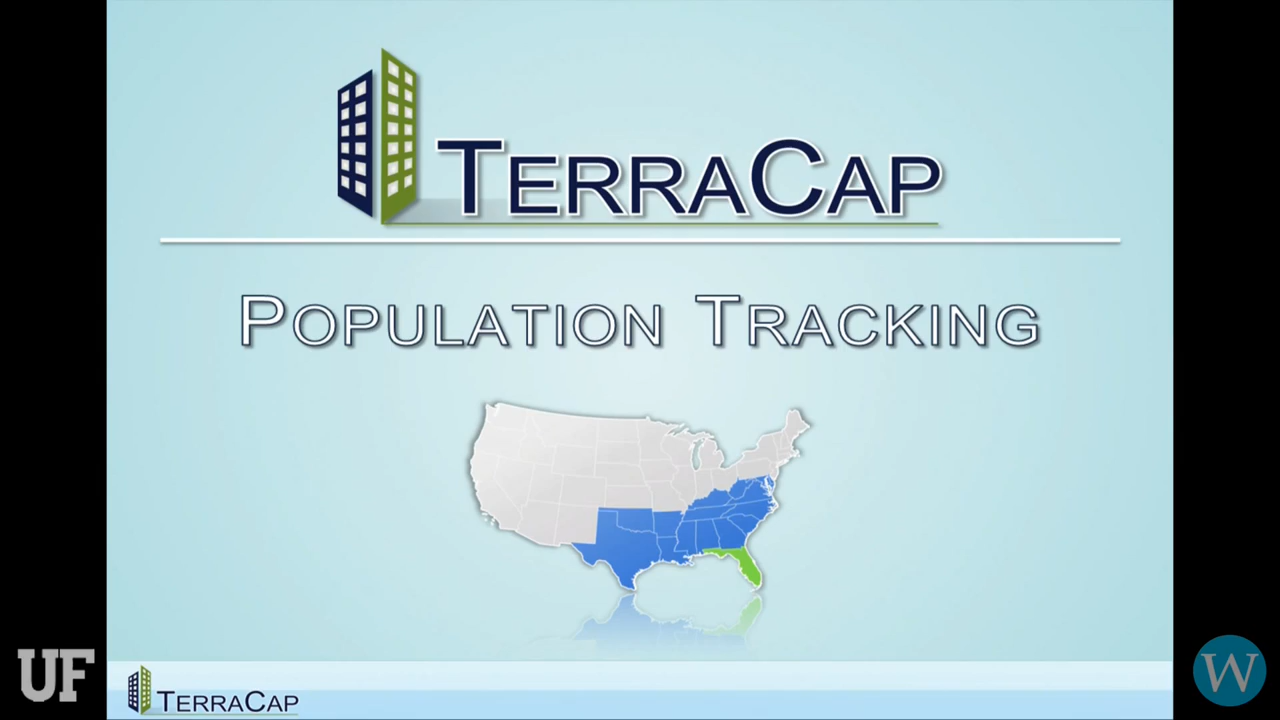 TERRACAP
POPULATION TRACKING
UF
TERRACAP
W